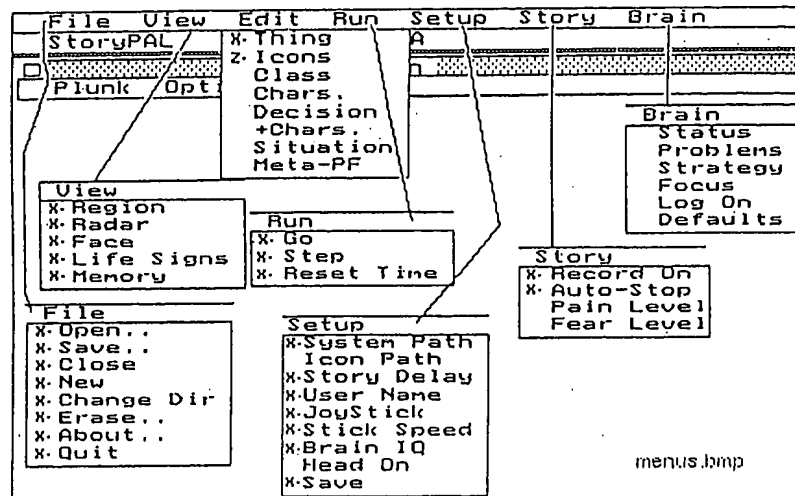 File View Edit Run Setup Story Brain
StoryPAL A
Plunk Opti
x. Thing
z. Icons
Class
Chars.
Decision
+Chars.
Situation
Meta-PF
Brain
Status
Problems
Strategy
Focus
Log On
Defaults
View
x. Region
x. Radar
x. Face
x. Life Signs
x. Memory
Run
x. Go
x. Step
x. Reset Time
Story
x. Record On
x. Auto-Stop
Pain Level
Fear Level
File
x. Open..
x. Save..
x. Close
x. New
x. Change Dir
x. Erase..
x. About..
x. Quit
Setup
x.System Path
Icon Path
x.Story Delay
x.User Name
x.JoyStick
x.Stick Speed
x.Brain IQ
Head On
x.Save
menus.bmp